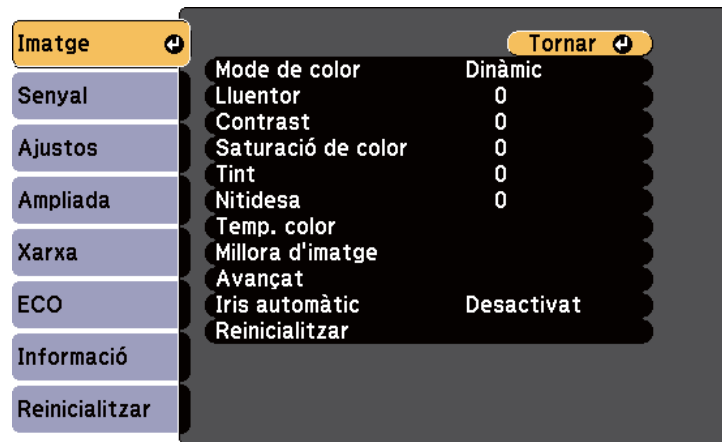 Imatge
Senyal
Ajustos
Ampliada
Xarxa
ECO
Informació
Reinicialitzar
Tornar
Mode de color Dinàmic
Lluentor 0
Contrast 0
Saturació de color 0
Tint 0
Nitidesa 0
Temp. color
Millora d'imatge
Avançat
Iris automàtic Desactivat
Reinicialitzar